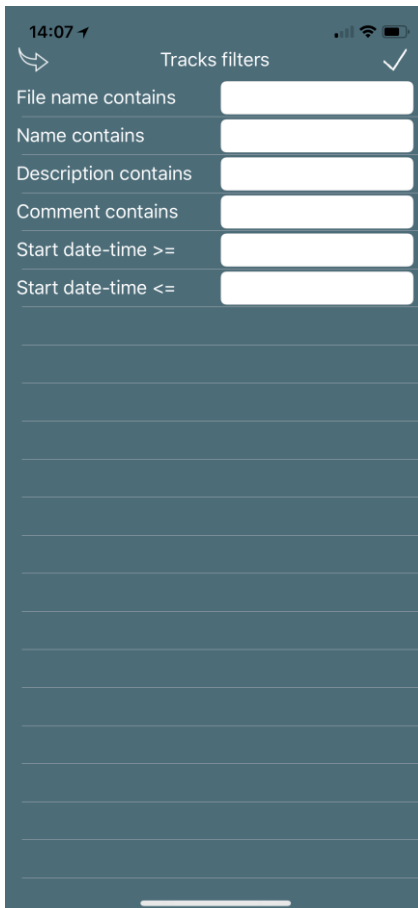 14:07
Tracks filters
File name contains
Name contains
Description contains
Comment contains
Start date-time >=
Start date-time <=